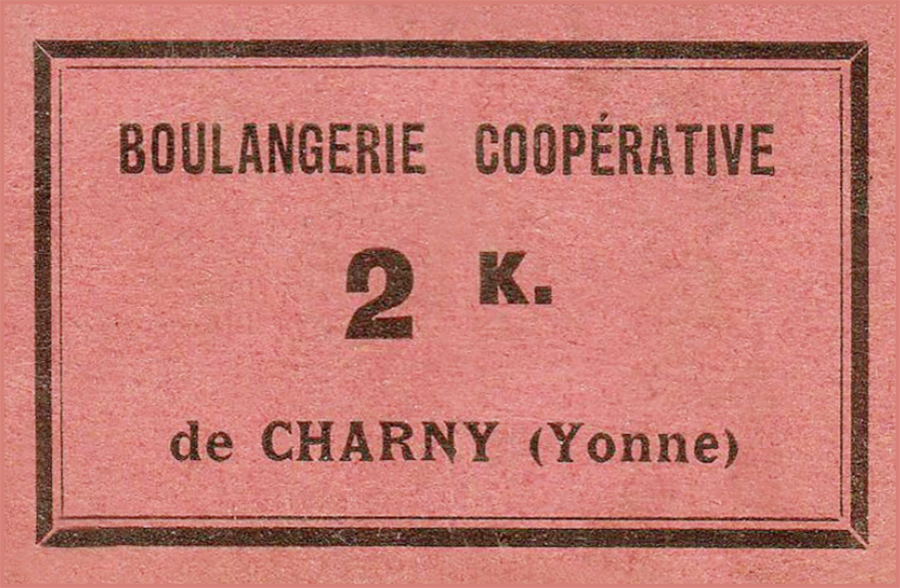 BOULANGERIE COOPÉRATIVE
2 K.
de CHARNY (Yonne)